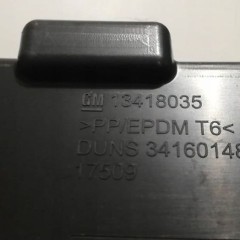 GM 13418035
>PP/EPDM T6<
DUNS 34160148
17509